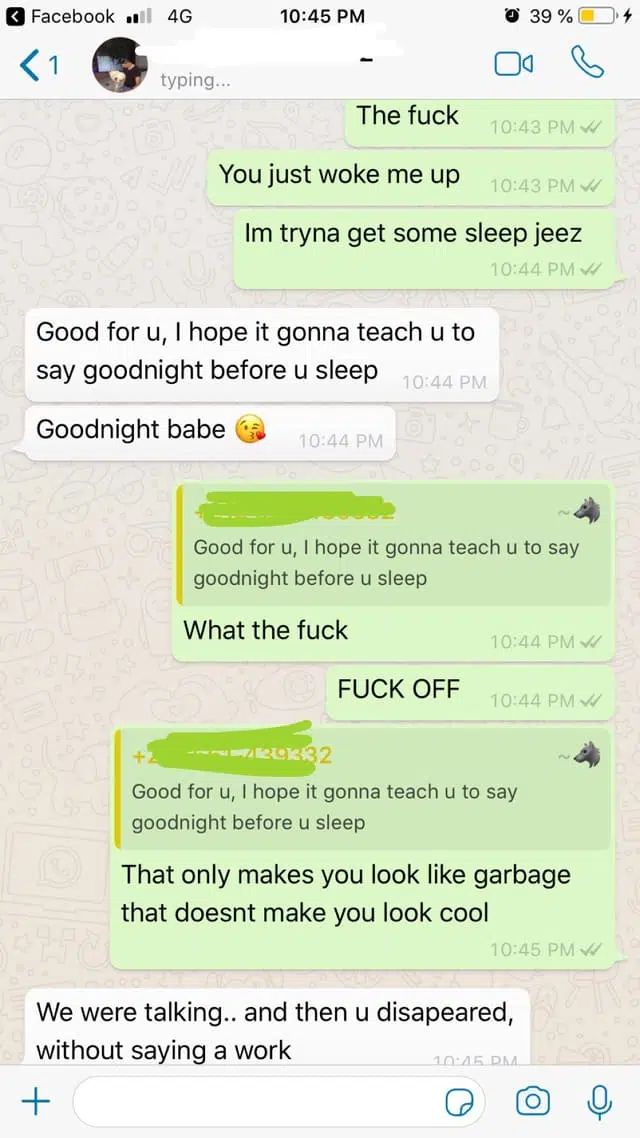 Facebook 4G 10:45 PM 39 %
1
typing...
The fuck 10:43 PM
You just woke me up 10:43 PM
Im tryna get some sleep jeez
10:44 PM
Good for u, I hope it gonna teach u to
say goodnight before u sleep 10:44 PM
Goodnight babe 😘 10:44 PM
~🐺
Good for u, I hope it gonna teach u to say
goodnight before u sleep
What the fuck 10:44 PM
FUCK OFF 10:44 PM
~🐺
Good for u, I hope it gonna teach u to say
goodnight before u sleep
That only makes you look like garbage
that doesnt make you look cool
10:45 PM
We were talking.. and then u disapeared,
without saying a work 10:45 PM